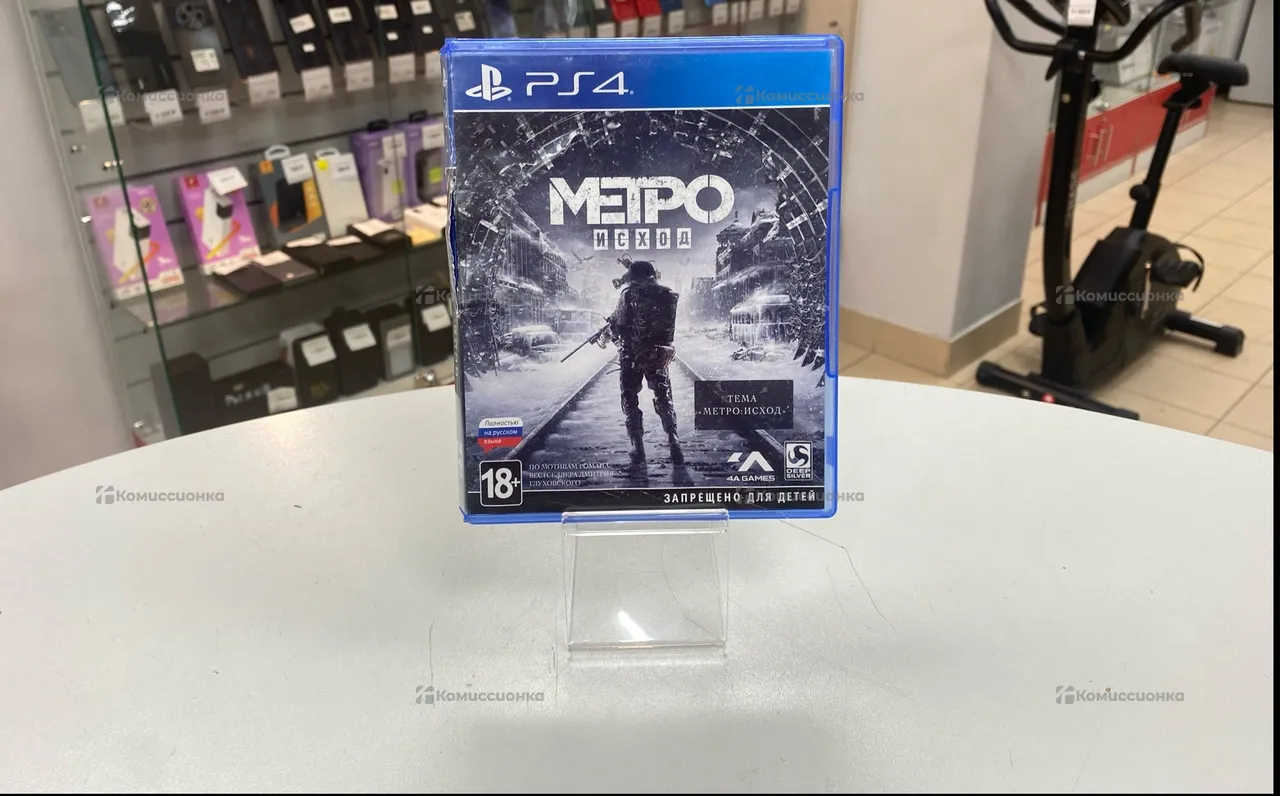 PS4
МЕТРО
ИСХОД
ТЕМА
«МЕТРО:ИСХОД»
Полностью
на русском
языке
18+
ПО МОТИВАМ РОМАНА-
БЕСТСЕЛЛЕРА ДМИТРИЯ
ГЛУХОВСКОГО
4A GAMES
DEEP
SILVER
ЗАПРЕЩЕНО ДЛЯ ДЕТЕЙ
Комиссионка
Комиссионка
Комиссионка
Комиссионка
Комиссионка
Комиссионка
Комиссионка